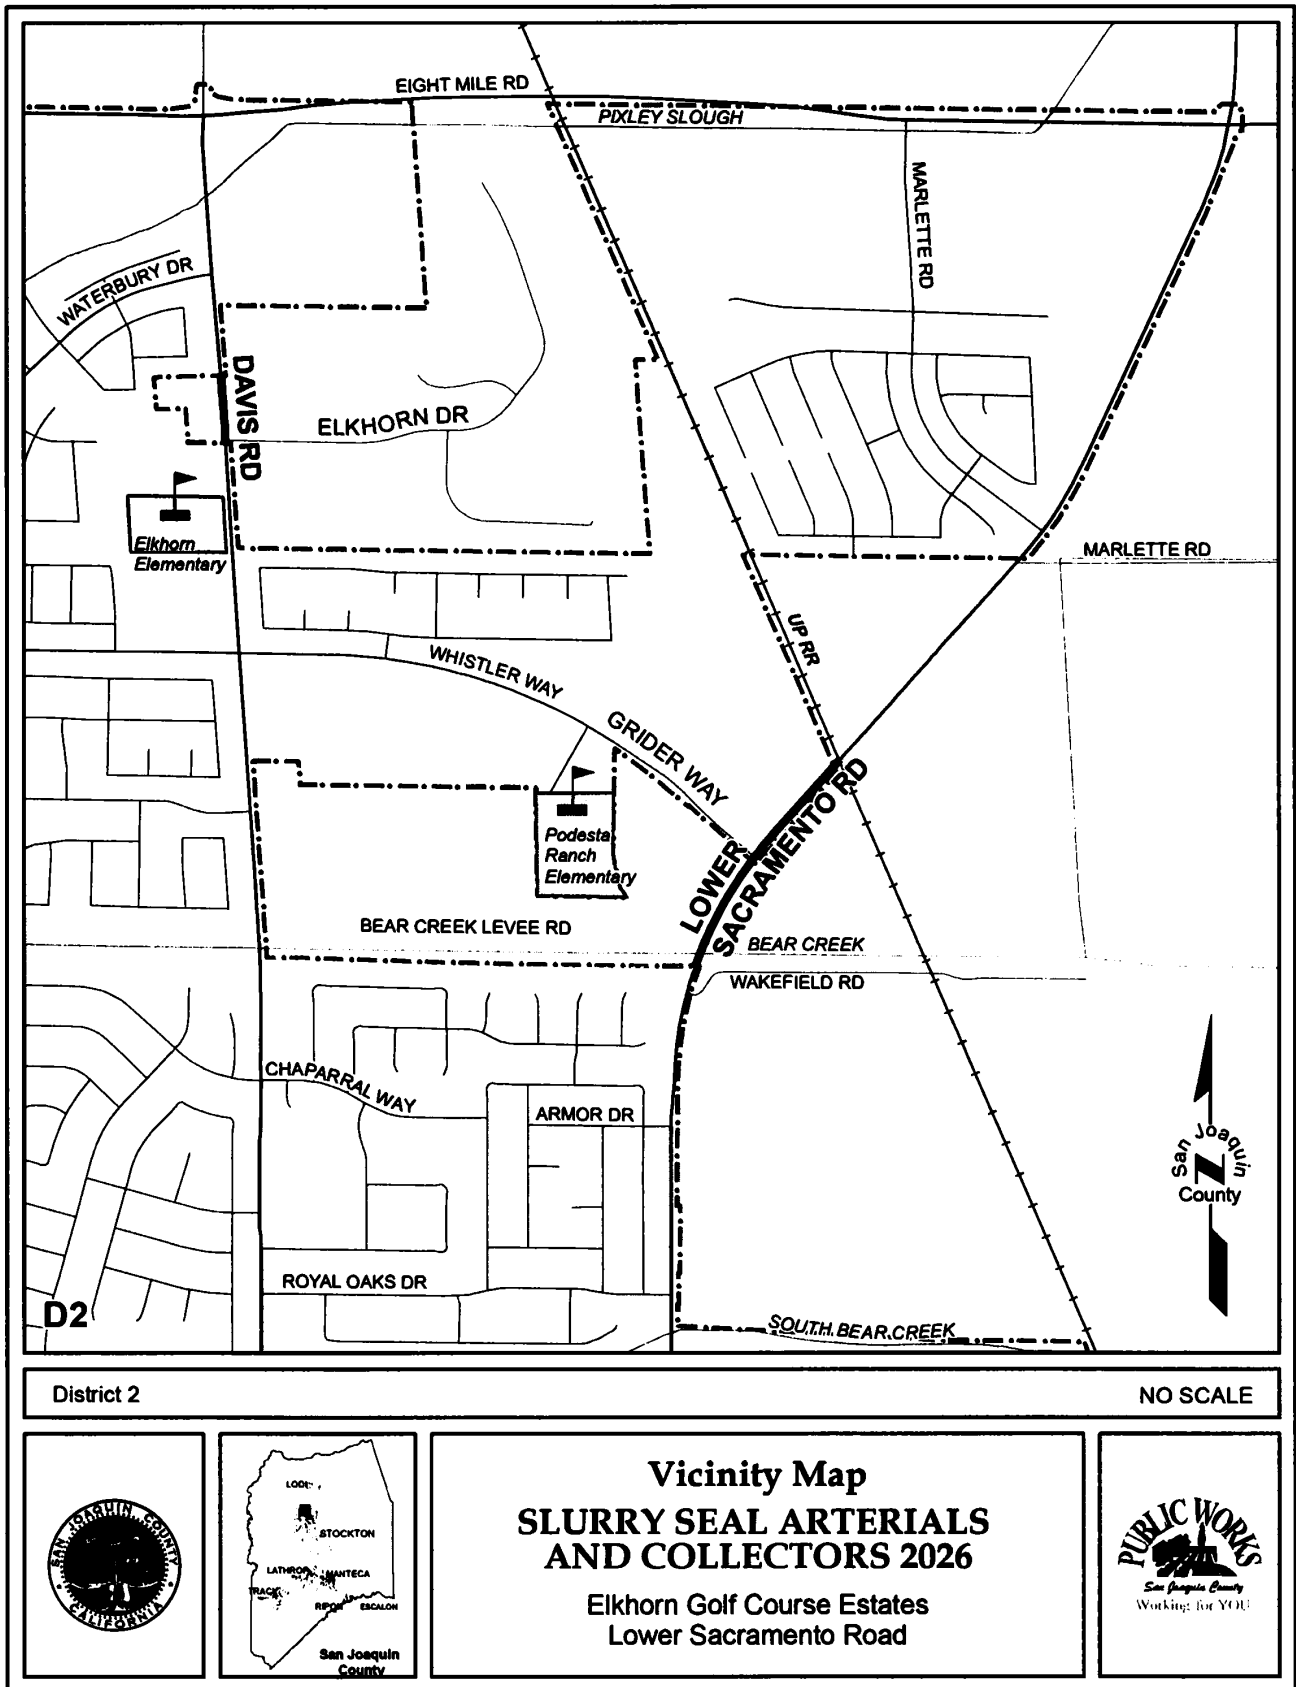 EIGHT MILE RD
PIXLEY SLOUGH
MARLETTE RD
WATERBURY DR
DAVIS RD
ELKHORN DR
Elkhorn
Elementary
MARLETTE RD
UP RR
WHISTLER WAY
GRIDER WAY
LOWER
SACRAMENTO RD
Podesta
Ranch
Elementary
BEAR CREEK LEVEE RD
BEAR CREEK
WAKEFIELD RD
CHAPARRAL WAY
ARMOR DR
San Joaquin
N
County
ROYAL OAKS DR
D2
SOUTH BEAR CREEK
District 2
NO SCALE
SAN JOAQUIN COUNTY
CALIFORNIA
LODI
STOCKTON
LATHROP
MANTECA
TRACY
RIPON
ESCALON
San Joaquin
County
Vicinity Map
SLURRY SEAL ARTERIALS
AND COLLECTORS 2026
Elkhorn Golf Course Estates
Lower Sacramento Road
PUBLIC WORKS
San Joaquin County
Working for YOU